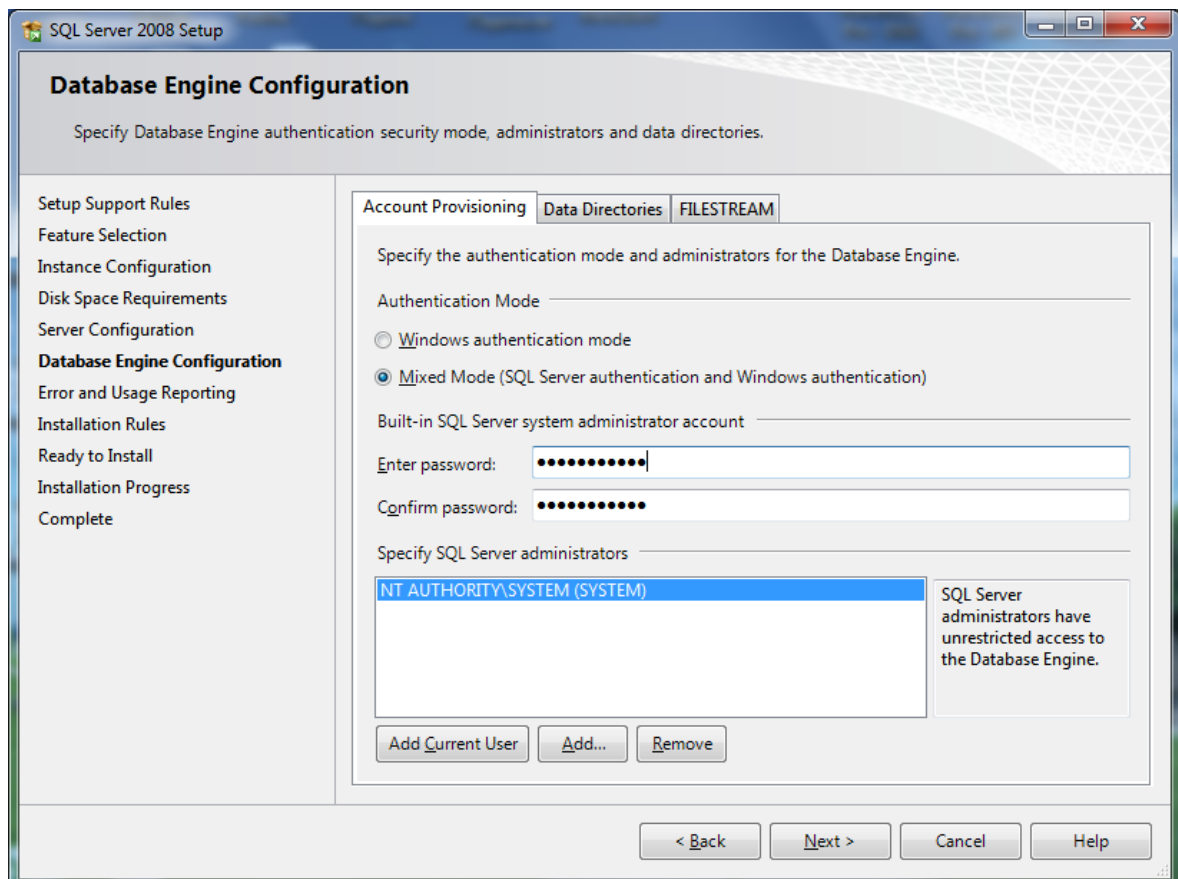 SQL Server 2008 Setup
Database Engine Configuration
Specify Database Engine authentication security mode, administrators and data directories.
Setup Support Rules
Feature Selection
Instance Configuration
Disk Space Requirements
Server Configuration
Database Engine Configuration
Error and Usage Reporting
Installation Rules
Ready to Install
Installation Progress
Complete
Account Provisioning
Data Directories
FILESTREAM
Specify the authentication mode and administrators for the Database Engine.
Authentication Mode
Windows authentication mode
Mixed Mode (SQL Server authentication and Windows authentication)
Built-in SQL Server system administrator account
Enter password: ●●●●●●●●●●●
Confirm password: ●●●●●●●●●●●
Specify SQL Server administrators
NT AUTHORITY\SYSTEM (SYSTEM)
SQL Server
administrators have
unrestricted access to
the Database Engine.
Add Current User
Add...
Remove
< Back
Next >
Cancel
Help